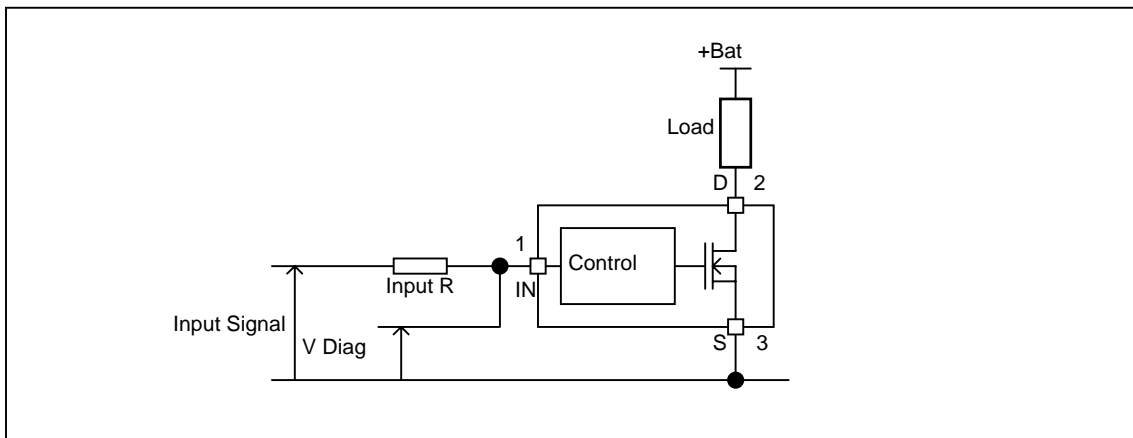 +Bat
Load
D 2
1
Control
Input R
IN
Input Signal
V Diag
S 3